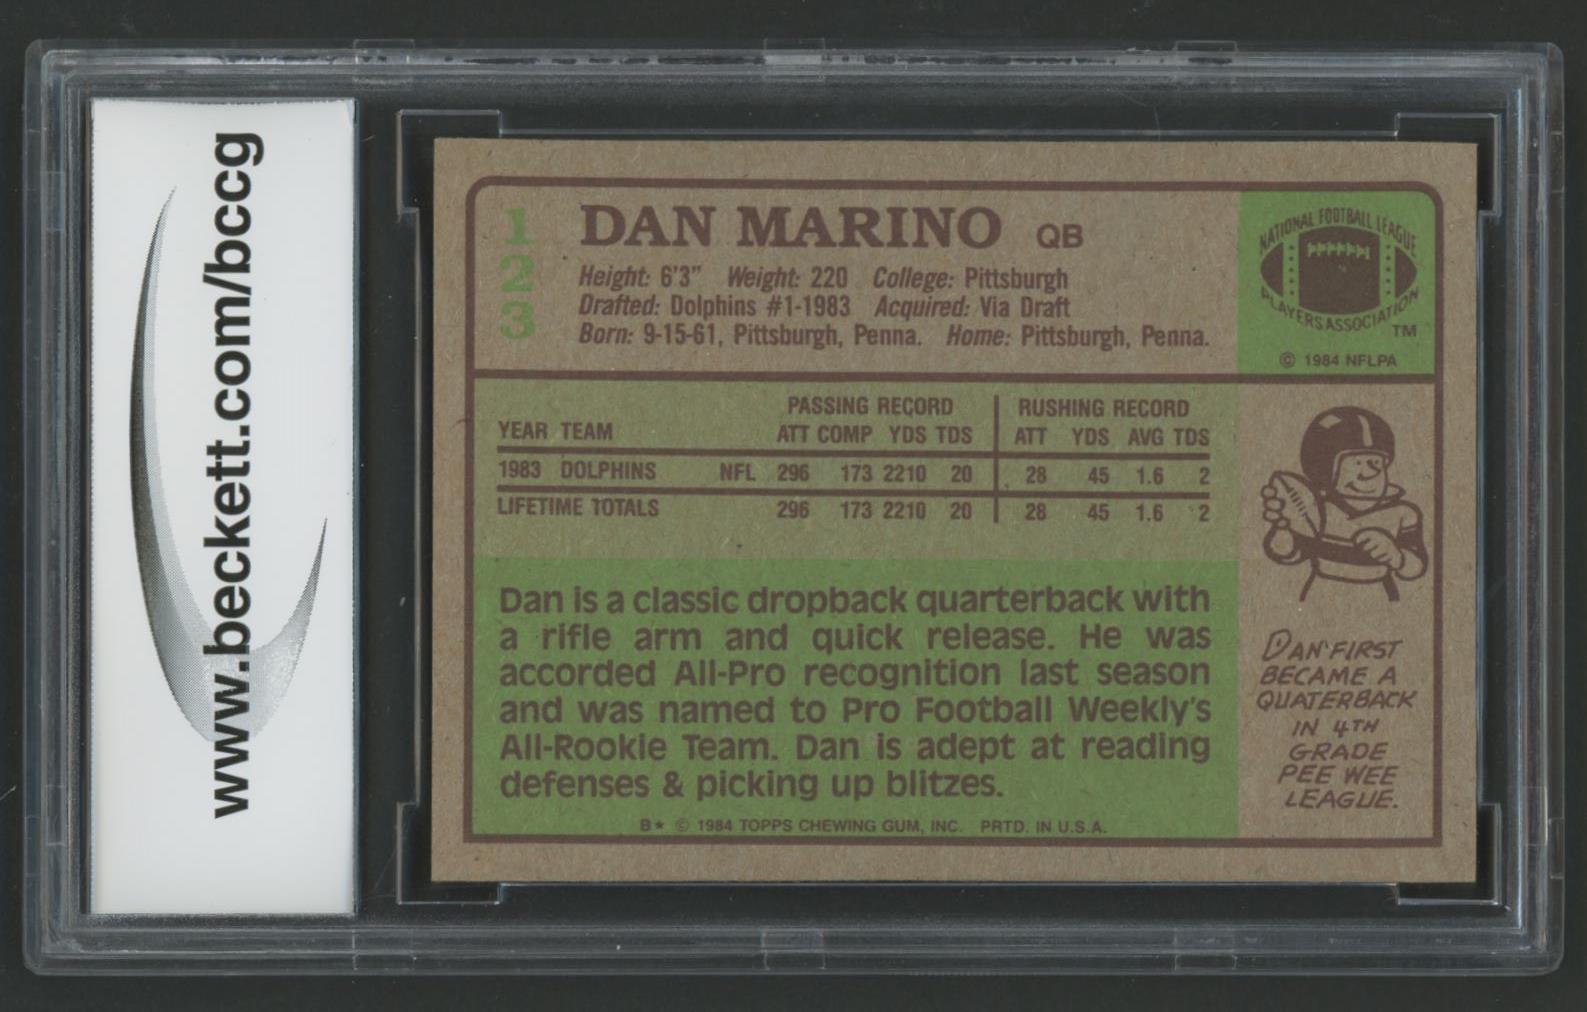 www.beckett.com/bccg
1
2
3
DAN MARINO QB
Height: 6'3" Weight: 220 College: Pittsburgh
Drafted: Dolphins #1-1983 Acquired: Via Draft
Born: 9-15-61, Pittsburgh, Penna. Home: Pittsburgh, Penna.
NATIONAL FOOTBALL LEAGUE
PLAYERS ASSOCIATION
TM
© 1984 NFLPA
PASSING RECORD RUSHING RECORD
YEAR TEAM ATT COMP YDS TDS ATT YDS AVG TDS
1983 DOLPHINS NFL 296 173 2210 20 28 45 1.6 2
LIFETIME TOTALS 296 173 2210 20 28 45 1.6 2
Dan is a classic dropback quarterback with
a rifle arm and quick release. He was
accorded All-Pro recognition last season
and was named to Pro Football Weekly's
All-Rookie Team. Dan is adept at reading
defenses & picking up blitzes.
DAN FIRST
BECAME A
QUATERBACK
IN 4TH
GRADE
PEE WEE
LEAGUE.
B* © 1984 TOPPS CHEWING GUM, INC. PRTD. IN U.S.A.